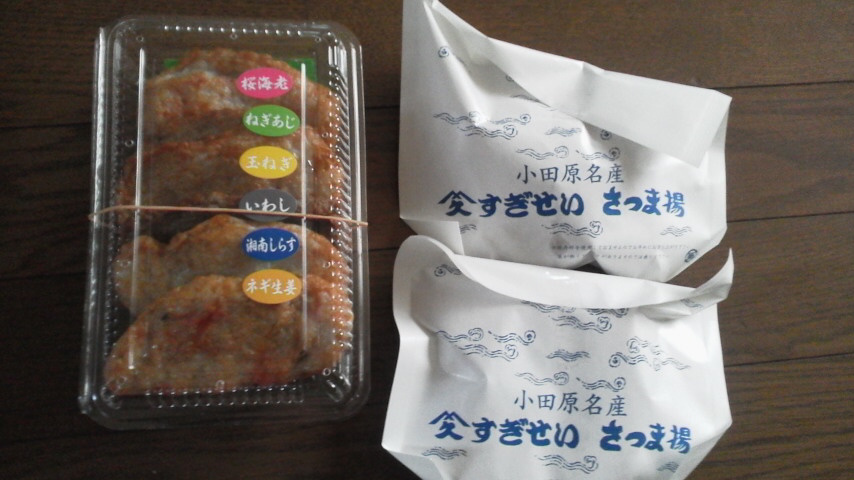 桜海老
ねぎあじ
玉ねぎ
いわし
湘南しらす
ネギ生姜
小田原名産
すぎせい さつま揚
小田原名産
すぎせい さつま揚